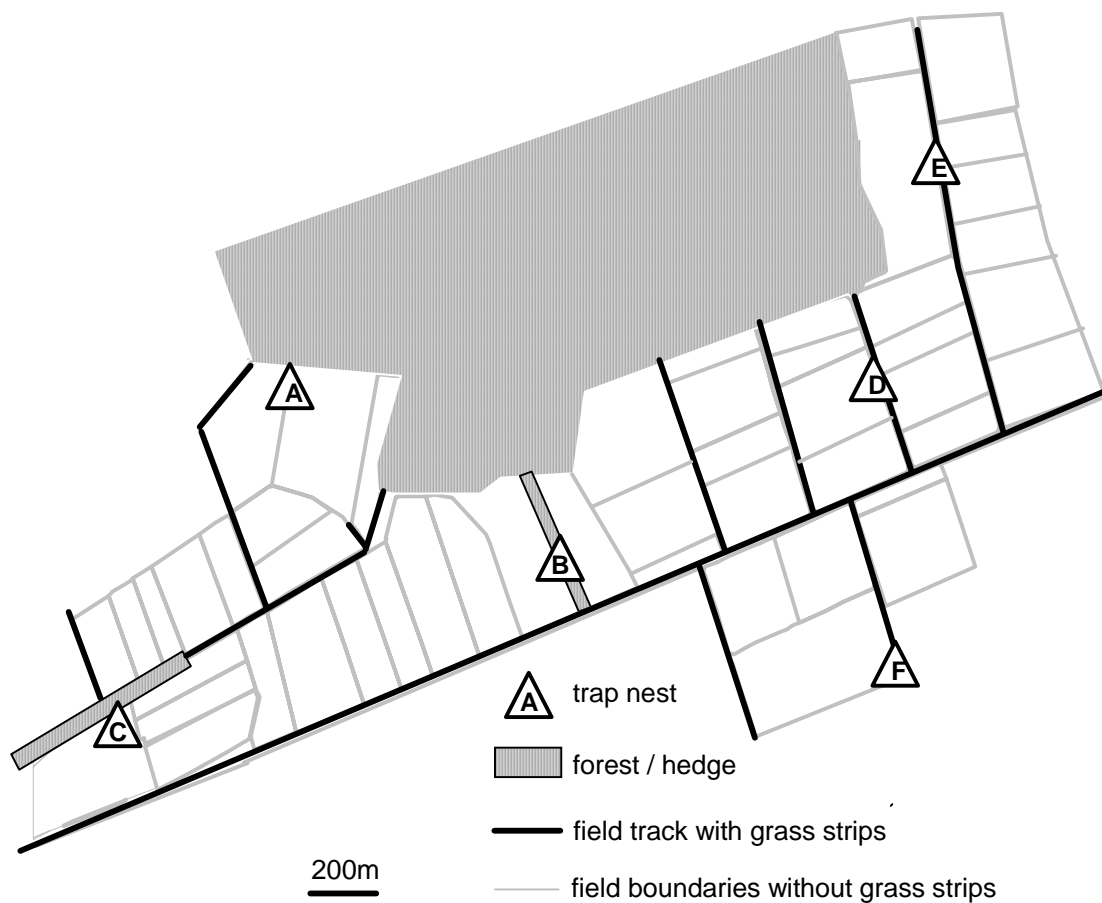 E
A
D
B
F
C
A trap nest
forest / hedge
field track with grass strips
200m
field boundaries without grass strips